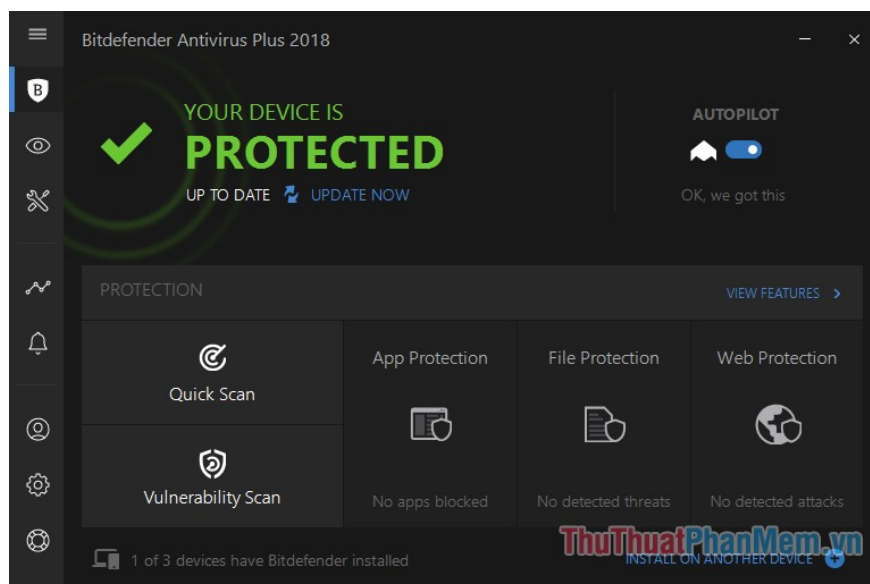 Bitdefender Antivirus Plus 2018
B
YOUR DEVICE IS
PROTECTED
UP TO DATE UPDATE NOW
AUTOPILOT
OK, we got this
PROTECTION
VIEW FEATURES
Quick Scan
Vulnerability Scan
App Protection
No apps blocked
File Protection
No detected threats
Web Protection
No detected attacks
1 of 3 devices have Bitdefender installed
INSTALL ON ANOTHER DEVICE
ThuThuatPhanMem.vn